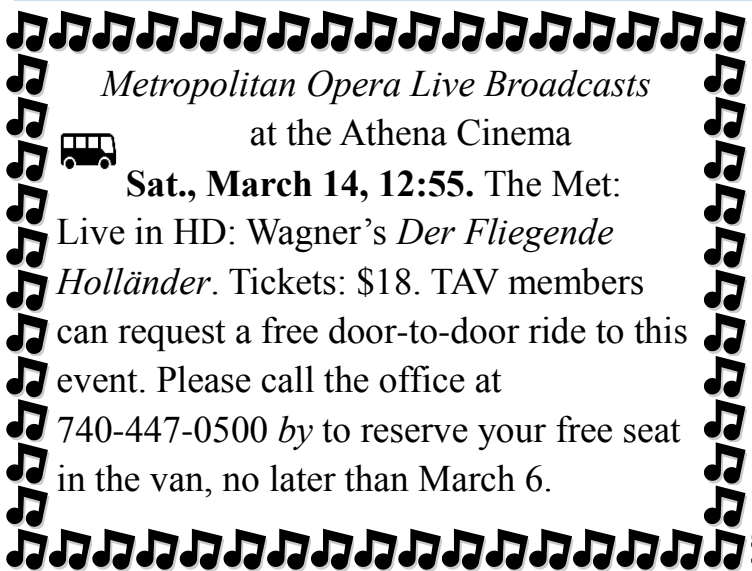 Metropolitan Opera Live Broadcasts
at the Athena Cinema
Sat., March 14, 12:55. The Met:
Live in HD: Wagner’s Der Fliegende
Holländer. Tickets: $18. TAV members
can request a free door-to-door ride to this
event. Please call the office at
740-447-0500 by to reserve your free seat
in the van, no later than March 6.